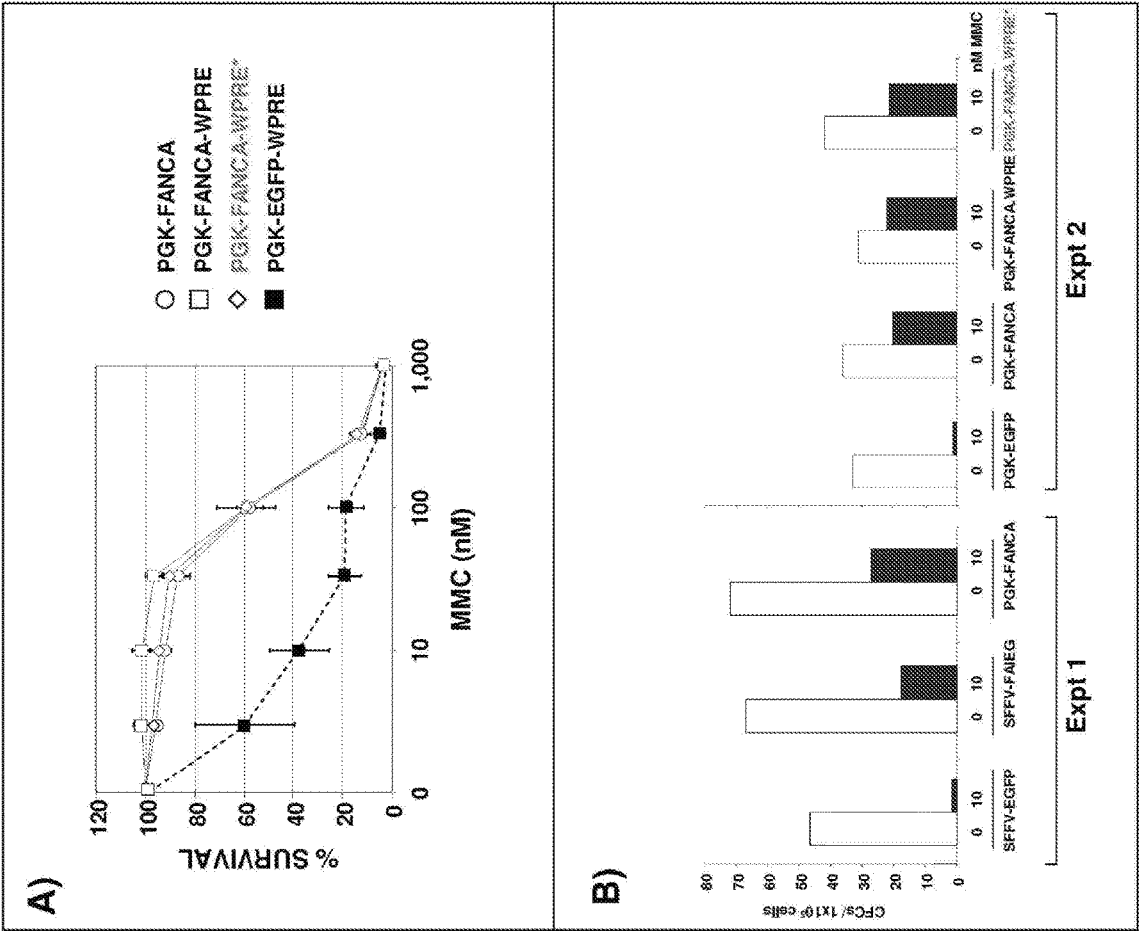 A)
% SURVIVAL
120
100
80
60
40
20
0
0
10
100
1,000
MMC (nM)
PGK-FANCA
PGK-FANCA-WPRE
PGK-FANCA-WPRE*
PGK-EGFP-WPRE
B)
CFCs/ 1x10⁵ cells
80
70
60
50
40
30
20
10
0
0 10 0 10 0 10 0 10 0 10 0 10 0 10 nM MMC
SFFV-EGFP SFFV-FAIEG PGK-FANCA PGK-EGFP PGK-FANCA PGK-FANCA.WPRE PGK-FANCA.WPRE*
Expt 1 Expt 2